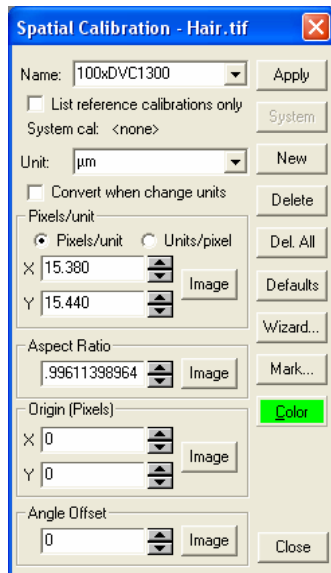 Spatial Calibration - Hair.tif
Name: 100xDVC1300 Apply
List reference calibrations only
System
System cal: <none>
Unit: µm New
Convert when change units
Delete
Pixels/unit
Pixels/unit Units/pixel Del. All
X 15.380
Image Defaults
Y 15.440
Wizard...
Aspect Ratio
.99611398964 Image Mark...
Origin (Pixels)
Color
X 0
Image
Y 0
Angle Offset
0 Image Close